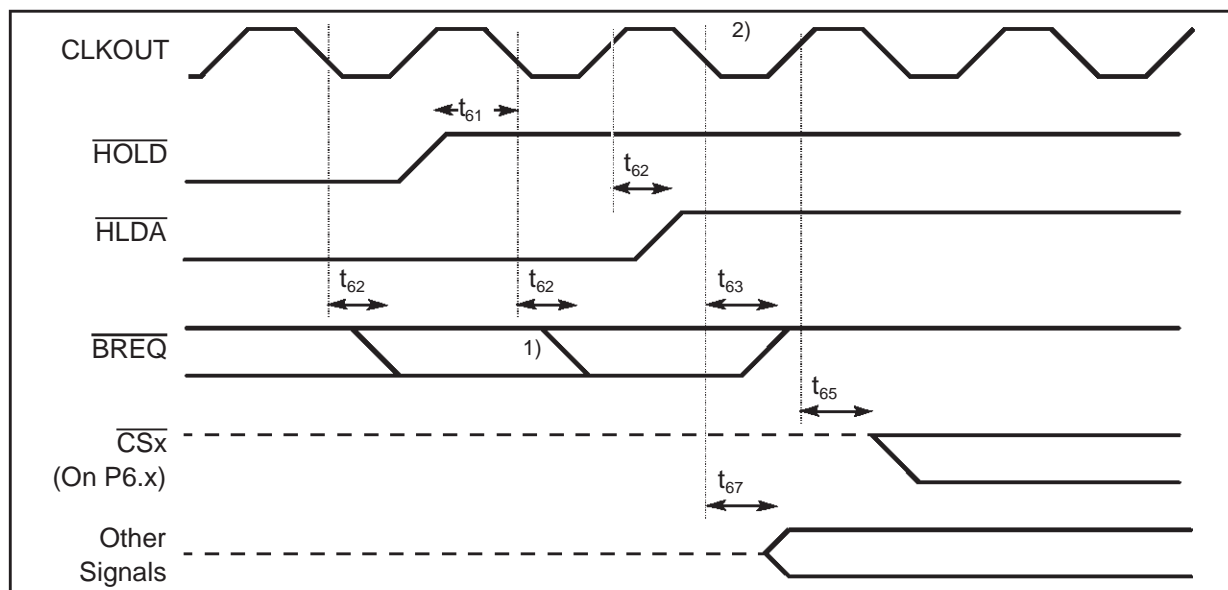 CLKOUT
2)
t61
HOLD
t62
HLDA
t62
t62
t63
BREQ
1)
t65
CSx
(On P6.x)
t67
Other
Signals